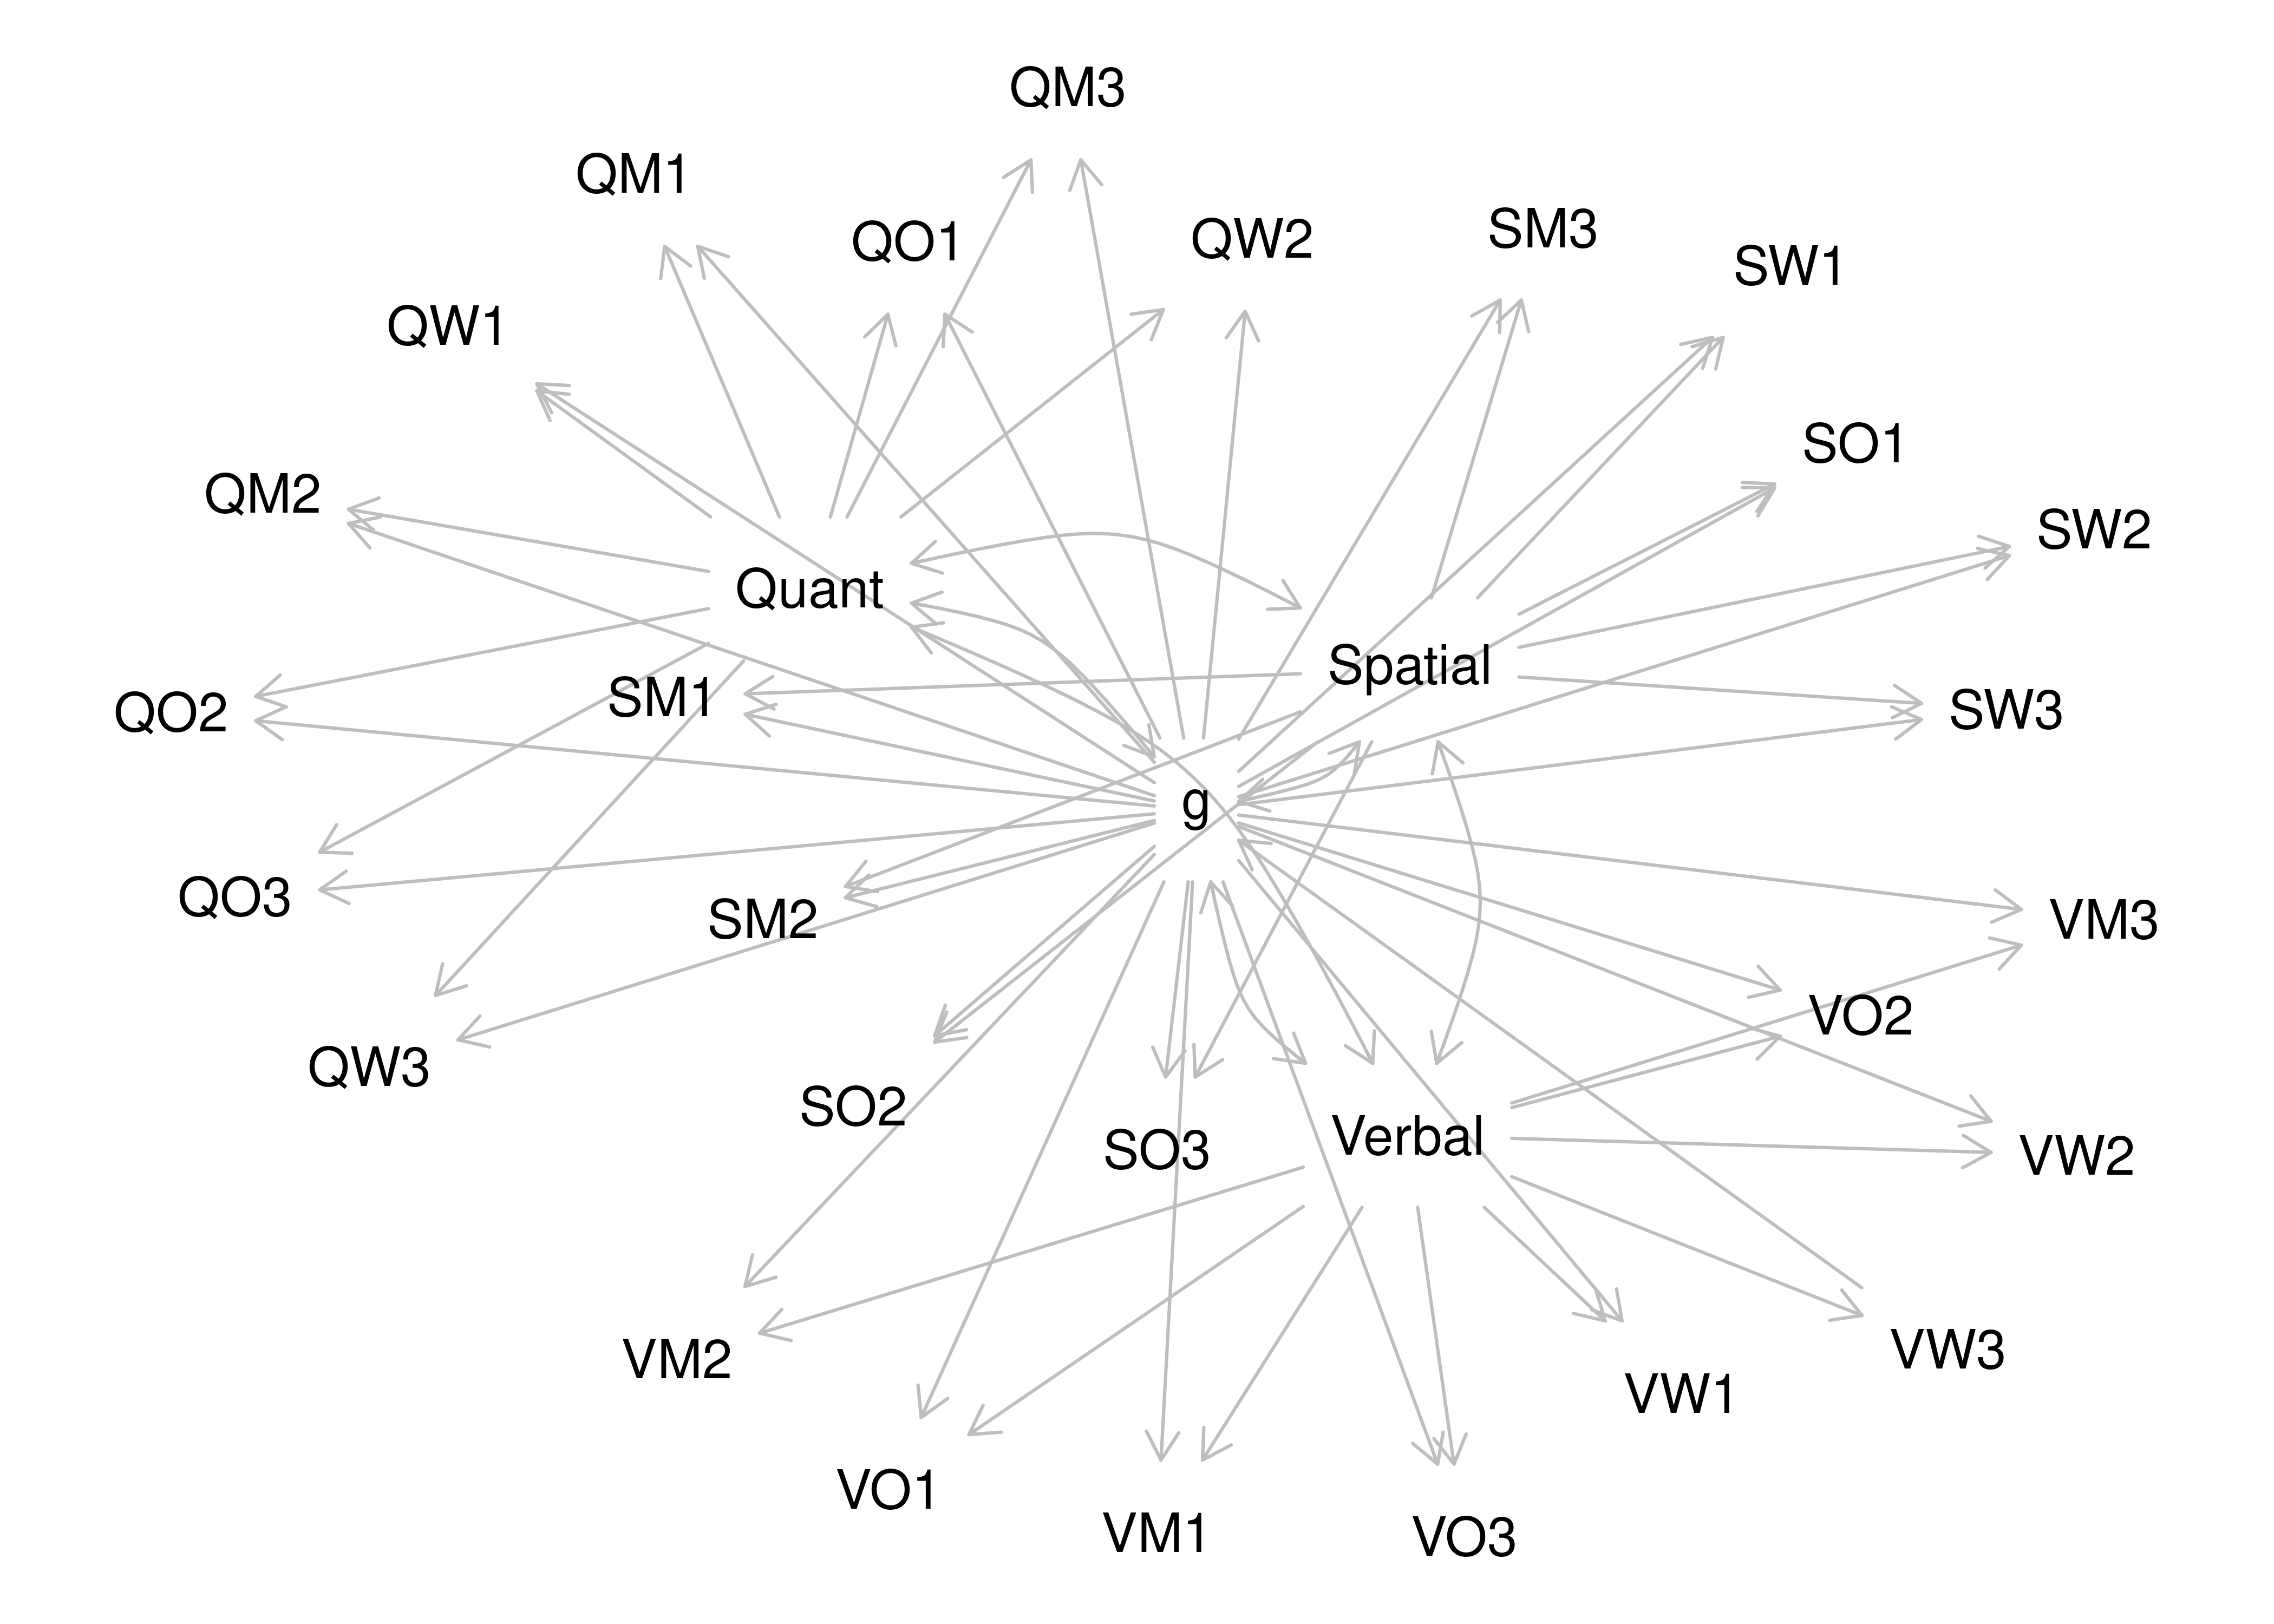 QM3
QM1
QO1
QW2
SM3
SW1
QW1
SO1
QM2
SW2
Quant
Spatial
SM1
QO2
SW3
g
QO3
SM2
VM3
VO2
QW3
SO2
SO3
Verbal
VW2
VM2
VW3
VW1
VO1
VM1
VO3